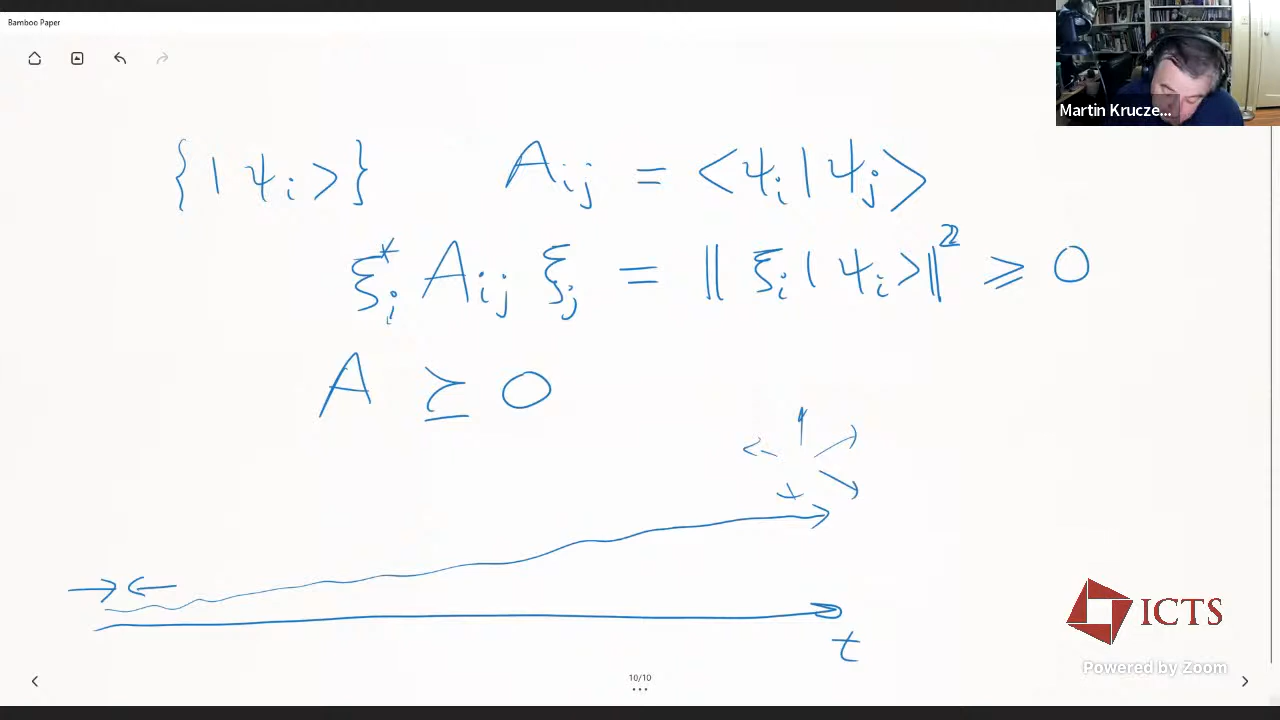 Bamboo Paper
Martin Krucze...
{|ψi>} Aij = <ψi|ψj>
ξi* Aij ξj = ‖ξi|ψi>‖² ≥ 0
A ⪰ 0
t
ICTS
Powered by Zoom
10/10